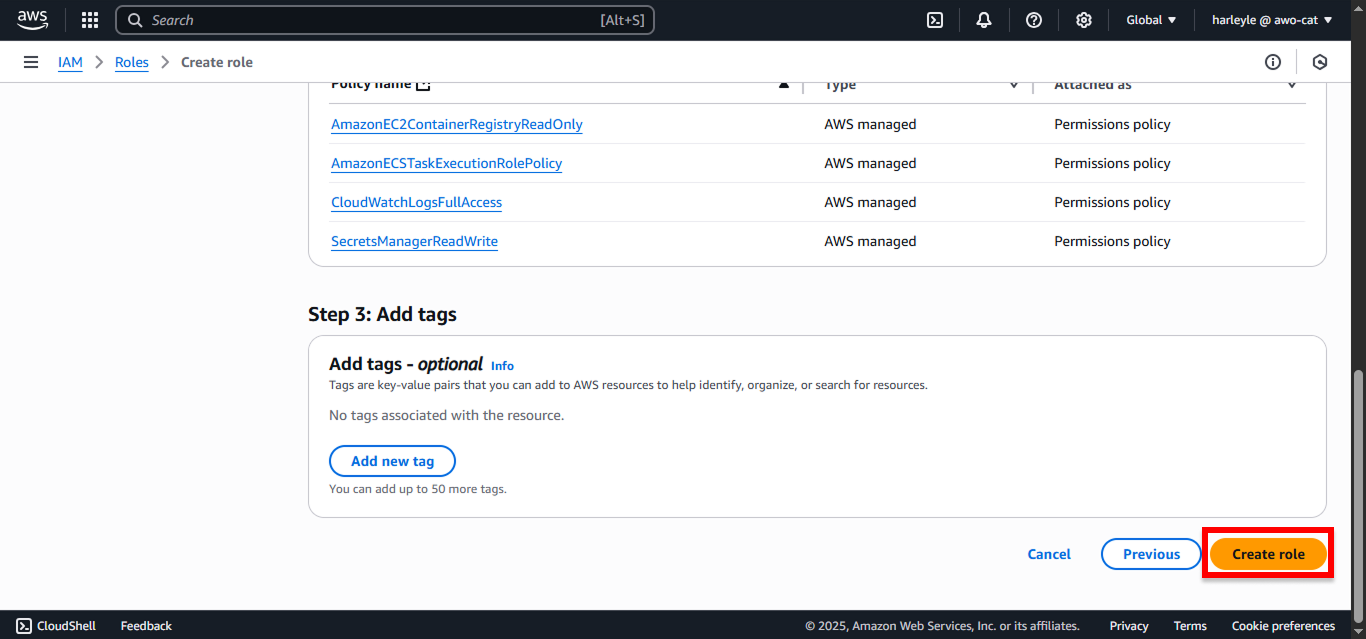 aws Search [Alt+S] Global harleyle @ awo-cat
IAM Roles Create role
Policy name Type Attached as
AmazonEC2ContainerRegistryReadOnly AWS managed Permissions policy
AmazonECSTaskExecutionRolePolicy AWS managed Permissions policy
CloudWatchLogsFullAccess AWS managed Permissions policy
SecretsManagerReadWrite AWS managed Permissions policy
Step 3: Add tags
Add tags - optional Info
Tags are key-value pairs that you can add to AWS resources to help identify, organize, or search for resources.
No tags associated with the resource.
Add new tag
You can add up to 50 more tags.
Cancel Previous Create role
CloudShell Feedback © 2025, Amazon Web Services, Inc. or its affiliates. Privacy Terms Cookie preferences